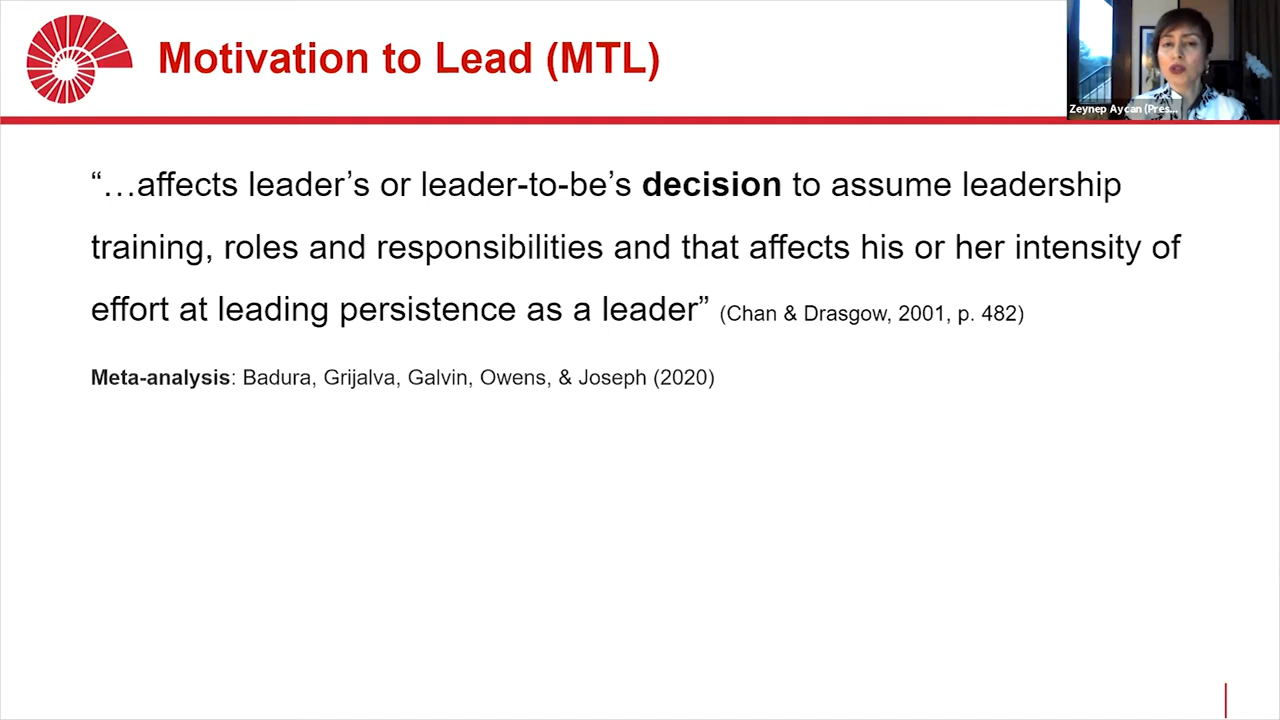 Motivation to Lead (MTL)
Zeynep Aycan (Pres...
“…affects leader’s or leader-to-be’s decision to assume leadership
training, roles and responsibilities and that affects his or her intensity of
effort at leading persistence as a leader” (Chan & Drasgow, 2001, p. 482)
Meta-analysis: Badura, Grijalva, Galvin, Owens, & Joseph (2020)